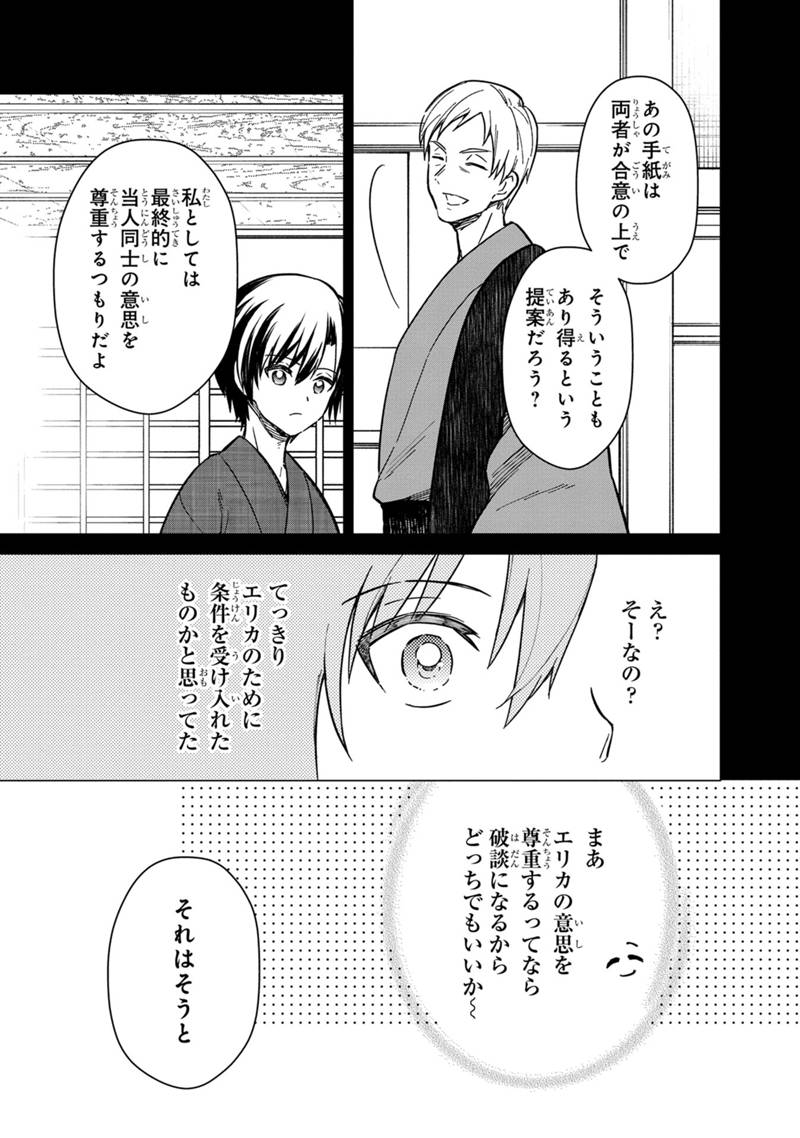 あの手紙は
両者が合意の上で
そういうことも
あり得るという
提案だろう?
私としては
最終的に
当人同士の意思を
尊重するつもりだよ
え?
そーなの?
てっきり
エリカのために
条件を受け入れた
ものかと思ってた
まあ
エリカの意思を
尊重するってなら
破談になるから
どっちでもいいか〜
それはそうと